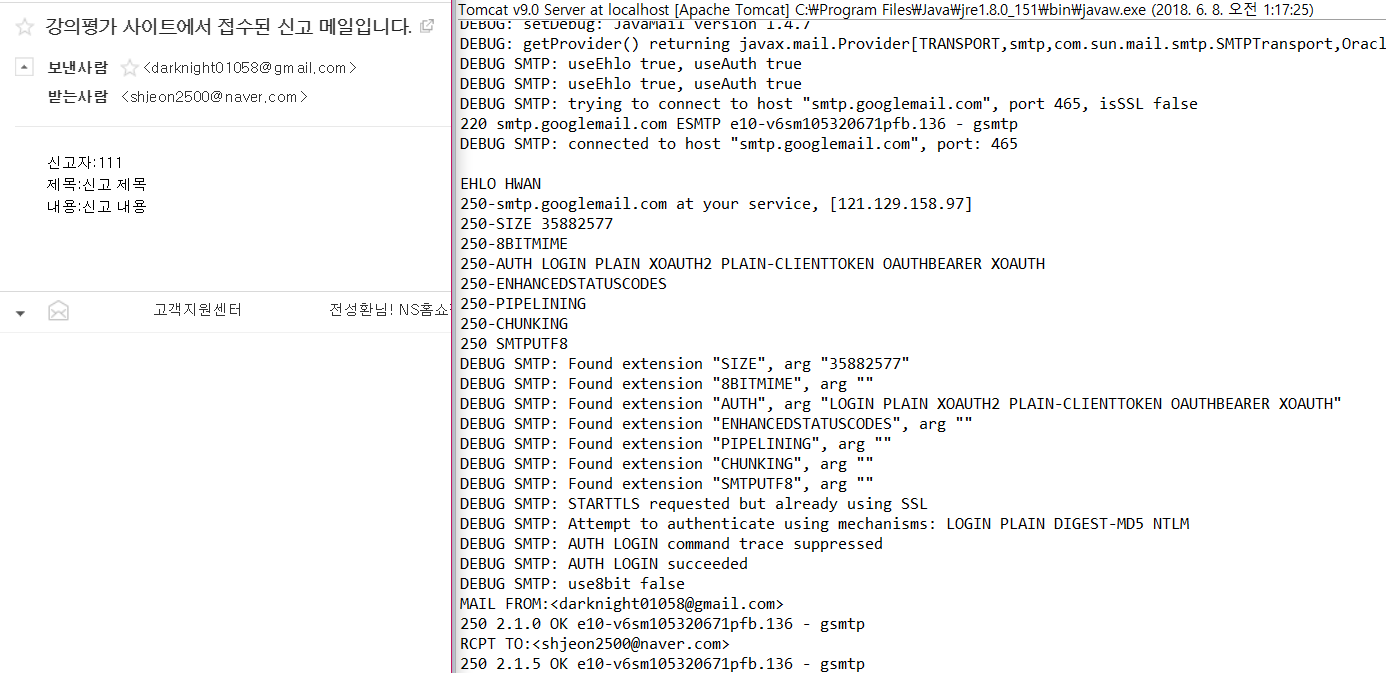 강의평가 사이트에서 접수된 신고 메일입니다.
보낸사람 <darknight01058@gmail.com>
받는사람 <shjeon2500@naver.com>
신고자:111
제목:신고 제목
내용:신고 내용
고객지원센터 전성환님! NS홈쇼
Tomcat v9.0 Server at localhost [Apache Tomcat] C:\Program Files\Java\jre1.8.0_151\bin\javaw.exe (2018. 6. 8. 오전 1:17:25)
DEBUG: setDebug: JavaMail version 1.4.7
DEBUG: getProvider() returning javax.mail.Provider[TRANSPORT,smtp,com.sun.mail.smtp.SMTPTransport,Oracl
DEBUG SMTP: useEhlo true, useAuth true
DEBUG SMTP: useEhlo true, useAuth true
DEBUG SMTP: trying to connect to host "smtp.googlemail.com", port 465, isSSL false
220 smtp.googlemail.com ESMTP e10-v6sm105320671pfb.136 - gsmtp
DEBUG SMTP: connected to host "smtp.googlemail.com", port: 465
EHLO HWAN
250-smtp.googlemail.com at your service, [121.129.158.97]
250-SIZE 35882577
250-8BITMIME
250-AUTH LOGIN PLAIN XOAUTH2 PLAIN-CLIENTTOKEN OAUTHBEARER XOAUTH
250-ENHANCEDSTATUSCODES
250-PIPELINING
250-CHUNKING
250 SMTPUTF8
DEBUG SMTP: Found extension "SIZE", arg "35882577"
DEBUG SMTP: Found extension "8BITMIME", arg ""
DEBUG SMTP: Found extension "AUTH", arg "LOGIN PLAIN XOAUTH2 PLAIN-CLIENTTOKEN OAUTHBEARER XOAUTH"
DEBUG SMTP: Found extension "ENHANCEDSTATUSCODES", arg ""
DEBUG SMTP: Found extension "PIPELINING", arg ""
DEBUG SMTP: Found extension "CHUNKING", arg ""
DEBUG SMTP: Found extension "SMTPUTF8", arg ""
DEBUG SMTP: STARTTLS requested but already using SSL
DEBUG SMTP: Attempt to authenticate using mechanisms: LOGIN PLAIN DIGEST-MD5 NTLM
DEBUG SMTP: AUTH LOGIN command trace suppressed
DEBUG SMTP: AUTH LOGIN succeeded
DEBUG SMTP: use8bit false
MAIL FROM:<darknight01058@gmail.com>
250 2.1.0 OK e10-v6sm105320671pfb.136 - gsmtp
RCPT TO:<shjeon2500@naver.com>
250 2.1.5 OK e10-v6sm105320671pfb.136 - gsmtp